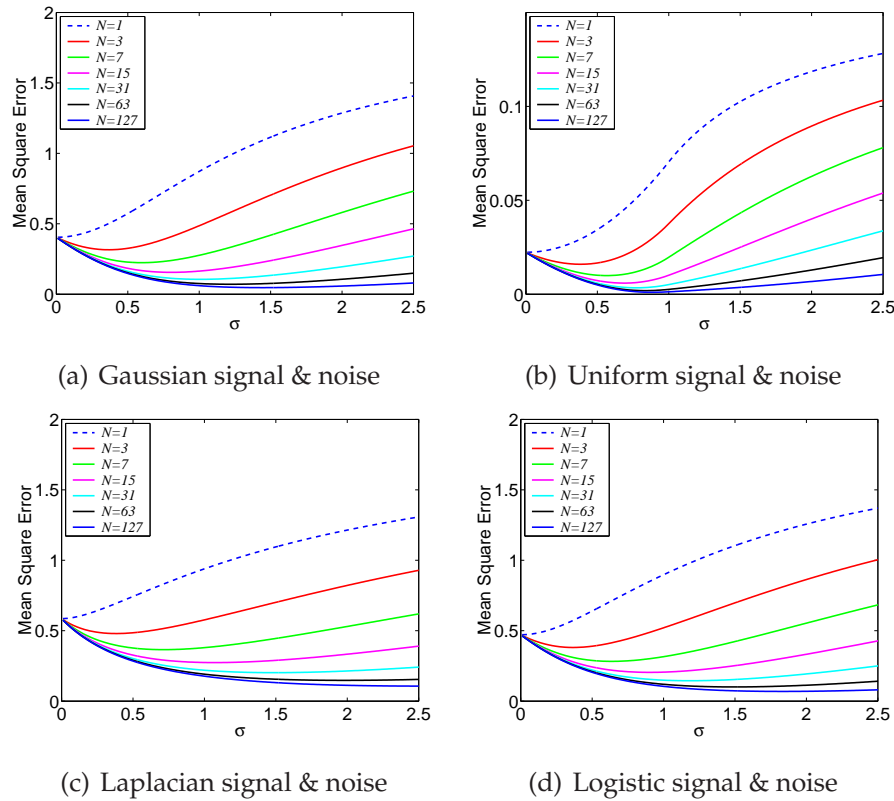 2
1.5
1
0.5
0
0 0.5 1 1.5 2 2.5
Mean Square Error
σ
N=1
N=3
N=7
N=15
N=31
N=63
N=127
(a) Gaussian signal & noise
0.1
0.05
0
0 0.5 1 1.5 2 2.5
Mean Square Error
σ
N=1
N=3
N=7
N=15
N=31
N=63
N=127
(b) Uniform signal & noise
2
1.5
1
0.5
0
0 0.5 1 1.5 2 2.5
Mean Square Error
σ
N=1
N=3
N=7
N=15
N=31
N=63
N=127
(c) Laplacian signal & noise
2
1.5
1
0.5
0
0 0.5 1 1.5 2 2.5
Mean Square Error
σ
N=1
N=3
N=7
N=15
N=31
N=63
N=127
(d) Logistic signal & noise